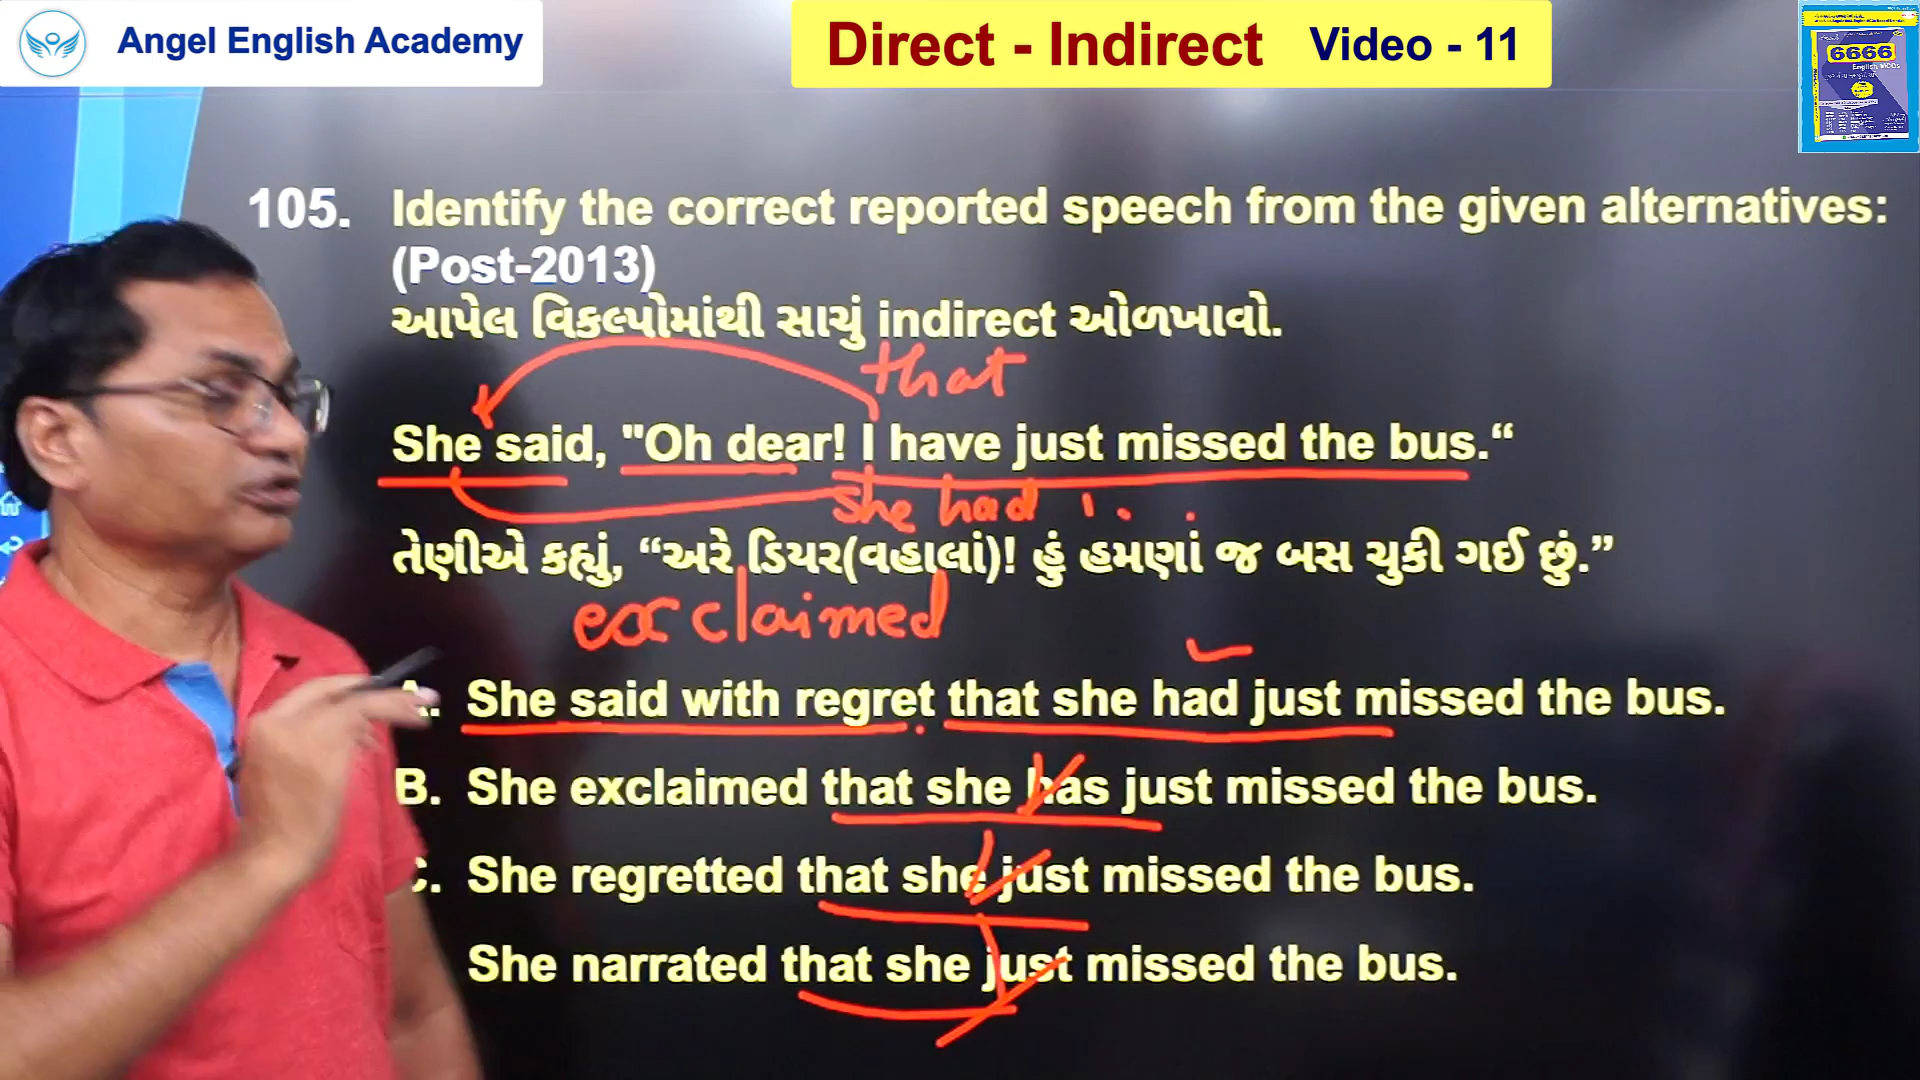 Angel English Academy
Direct - Indirect Video - 11
6666
English MCQs
105. Identify the correct reported speech from the given alternatives:
(Post-2013)
આપેલ વિકલ્પોમાંથી સાચું indirect ઓળખાવો.
that
She said, "Oh dear! I have just missed the bus.“
she had
તેણીએ કહ્યું, “અરે ડિયર(વહાલાં)! હું હમણાં જ બસ ચુકી ગઈ છું.”
exclaimed
A. She said with regret that she had just missed the bus.
B. She exclaimed that she has just missed the bus.
C. She regretted that she just missed the bus.
She narrated that she just missed the bus.